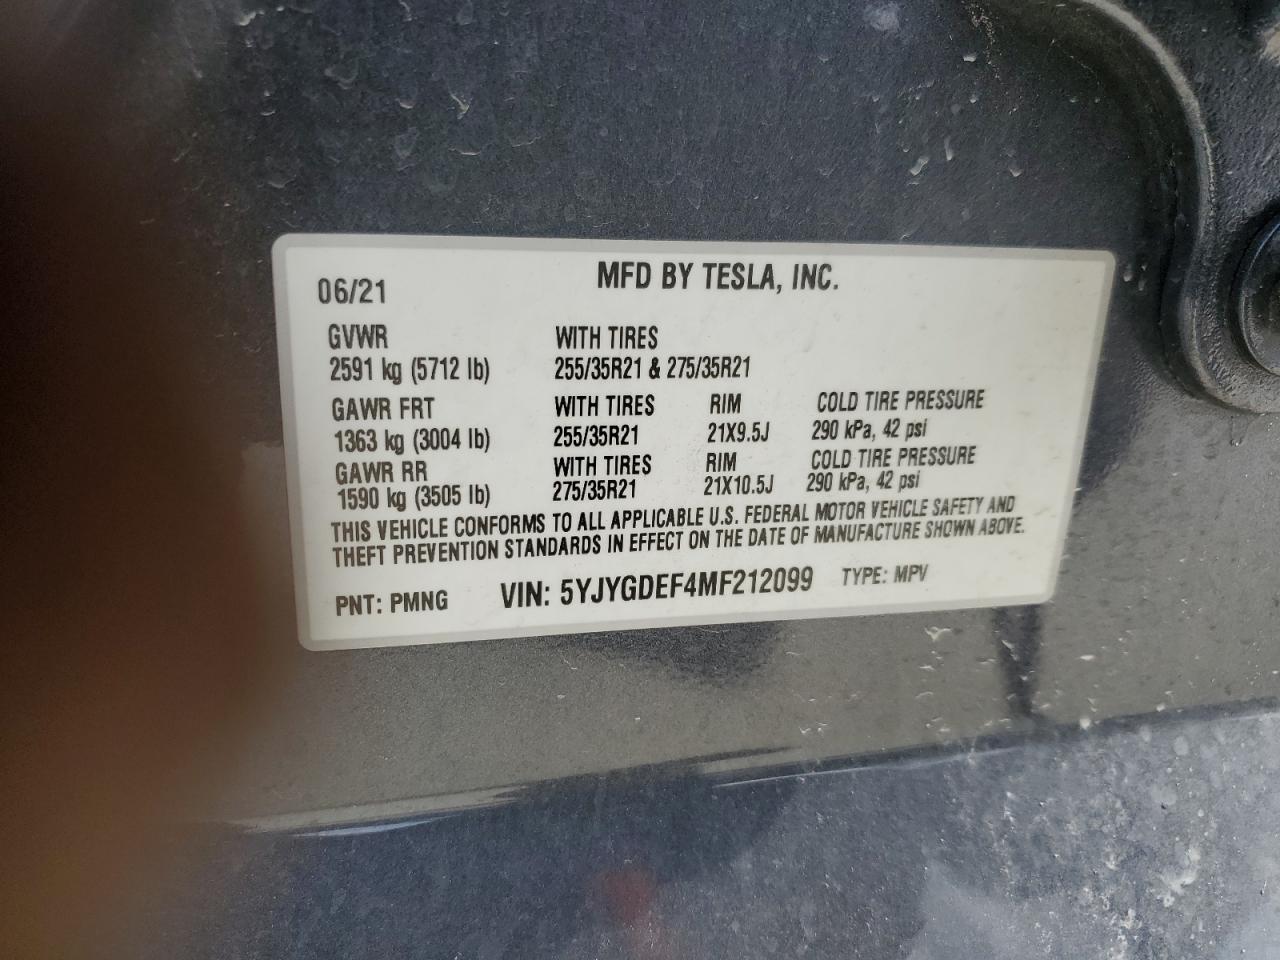 06/21 MFD BY TESLA, INC.
GVWR WITH TIRES
2591 kg (5712 lb) 255/35R21 & 275/35R21
GAWR FRT WITH TIRES RIM COLD TIRE PRESSURE
1363 kg (3004 lb) 255/35R21 21X9.5J 290 kPa, 42 psi
GAWR RR WITH TIRES RIM COLD TIRE PRESSURE
1590 kg (3505 lb) 275/35R21 21X10.5J 290 kPa, 42 psi
THIS VEHICLE CONFORMS TO ALL APPLICABLE U.S. FEDERAL MOTOR VEHICLE SAFETY AND
THEFT PREVENTION STANDARDS IN EFFECT ON THE DATE OF MANUFACTURE SHOWN ABOVE.
PNT: PMNG VIN: 5YJYGDEF4MF212099 TYPE: MPV